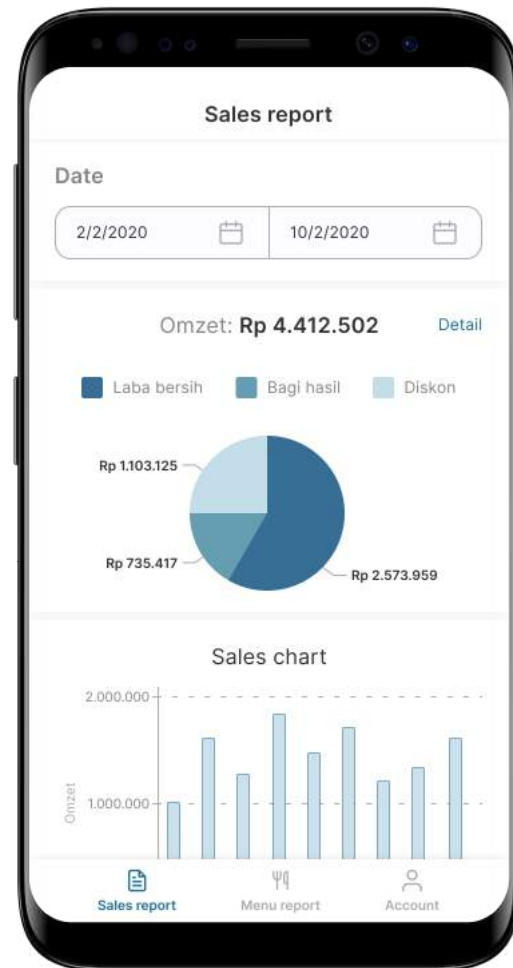 Sales report
Date
2/2/2020 10/2/2020
Omzet: Rp 4.412.502 Detail
Laba bersih Bagi hasil Diskon
Rp 1.103.125
Rp 735.417
Rp 2.573.959
Sales chart
2.000.000
Omzet
1.000.000
Sales report Menu report Account